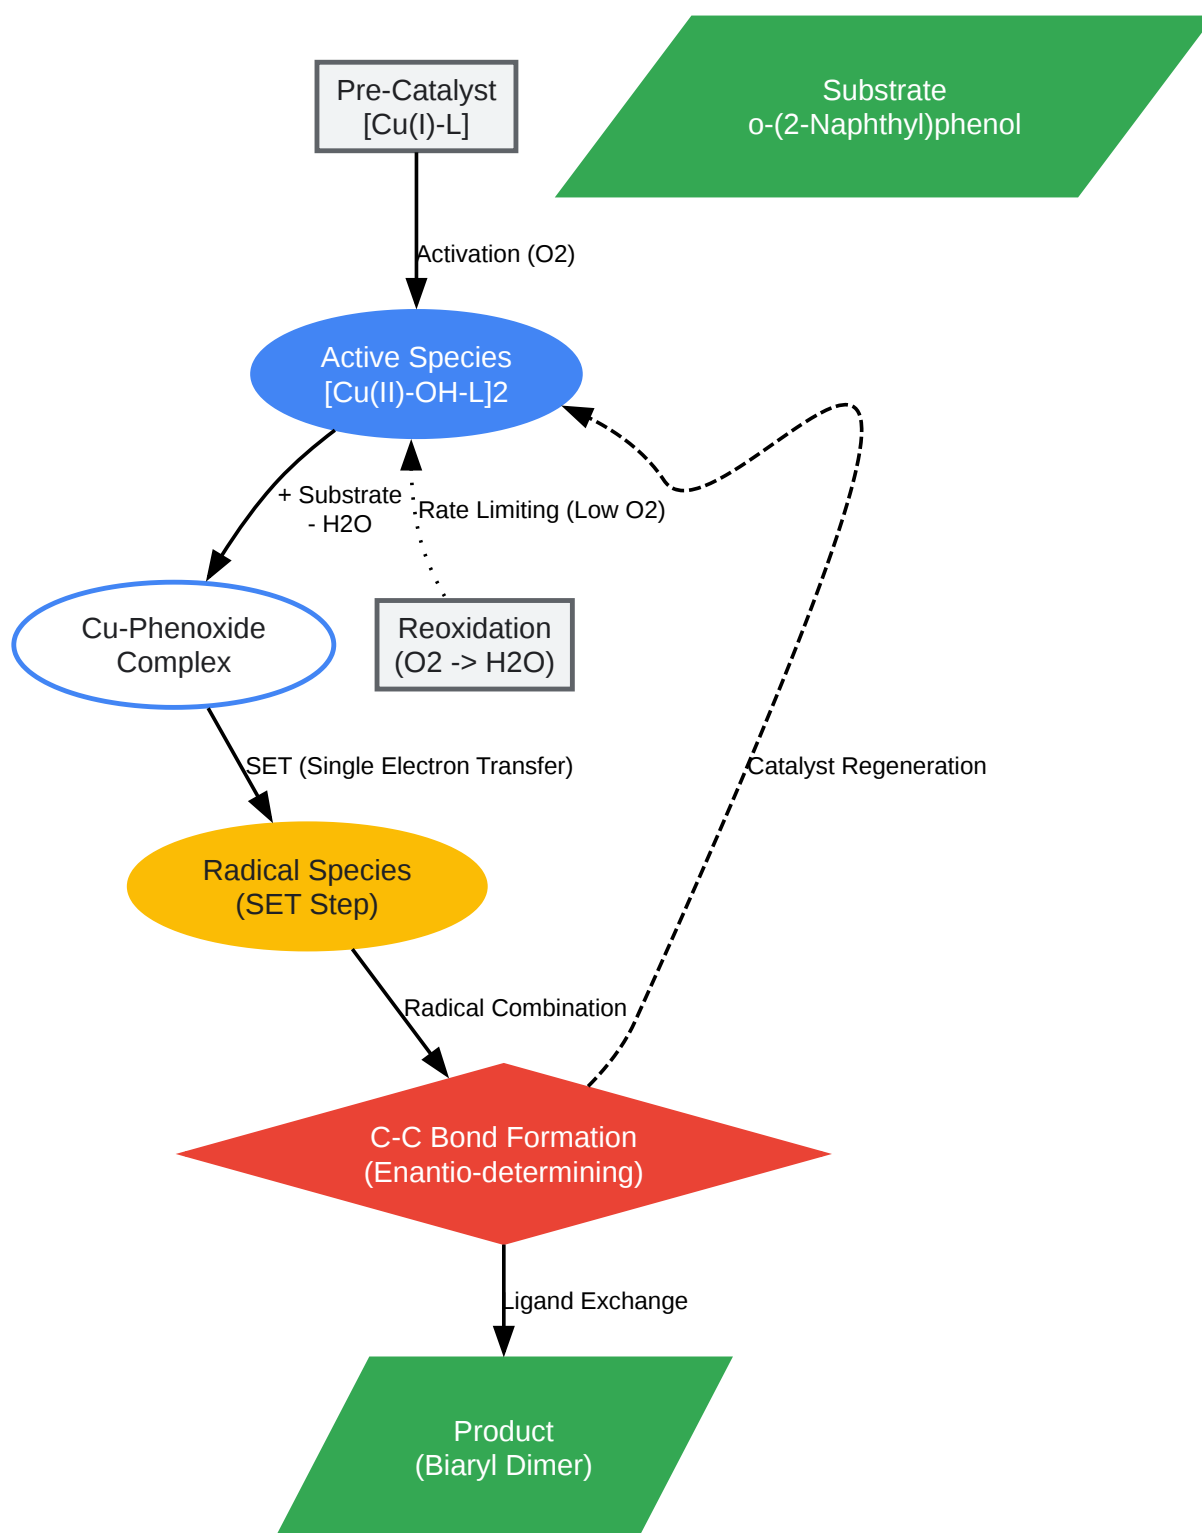 Pre-Catalyst
[Cu(I)-L]
Substrate
o-(2-Naphthyl)phenol
Activation (O2)
Active Species
[Cu(II)-OH-L]2
+ Substrate
- H2O
Rate Limiting (Low O2)
Cu-Phenoxide
Complex
Reoxidation
(O2 -> H2O)
SET (Single Electron Transfer)
Catalyst Regeneration
Radical Species
(SET Step)
Radical Combination
C-C Bond Formation
(Enantio-determining)
Ligand Exchange
Product
(Biaryl Dimer)